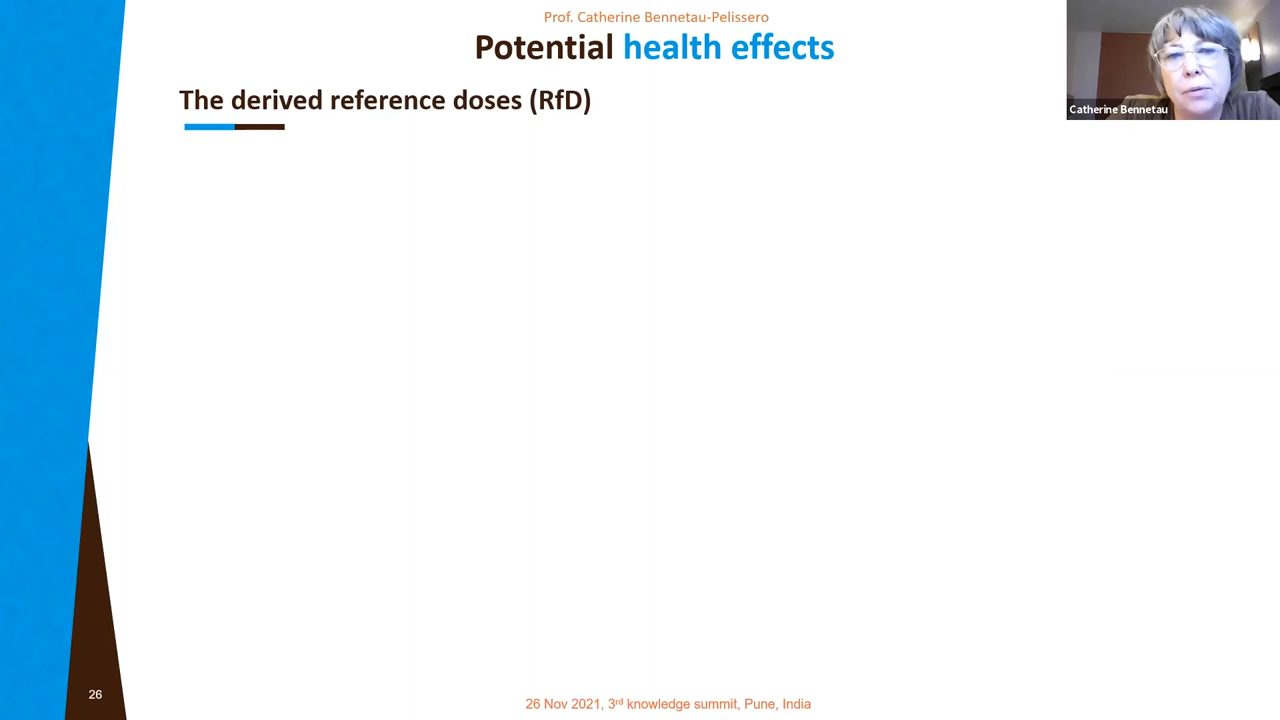 Prof. Catherine Bennetau-Pelissero
Potential health effects
The derived reference doses (RfD)
Catherine Bennetau
26
26 Nov 2021, 3rd knowledge summit, Pune, India